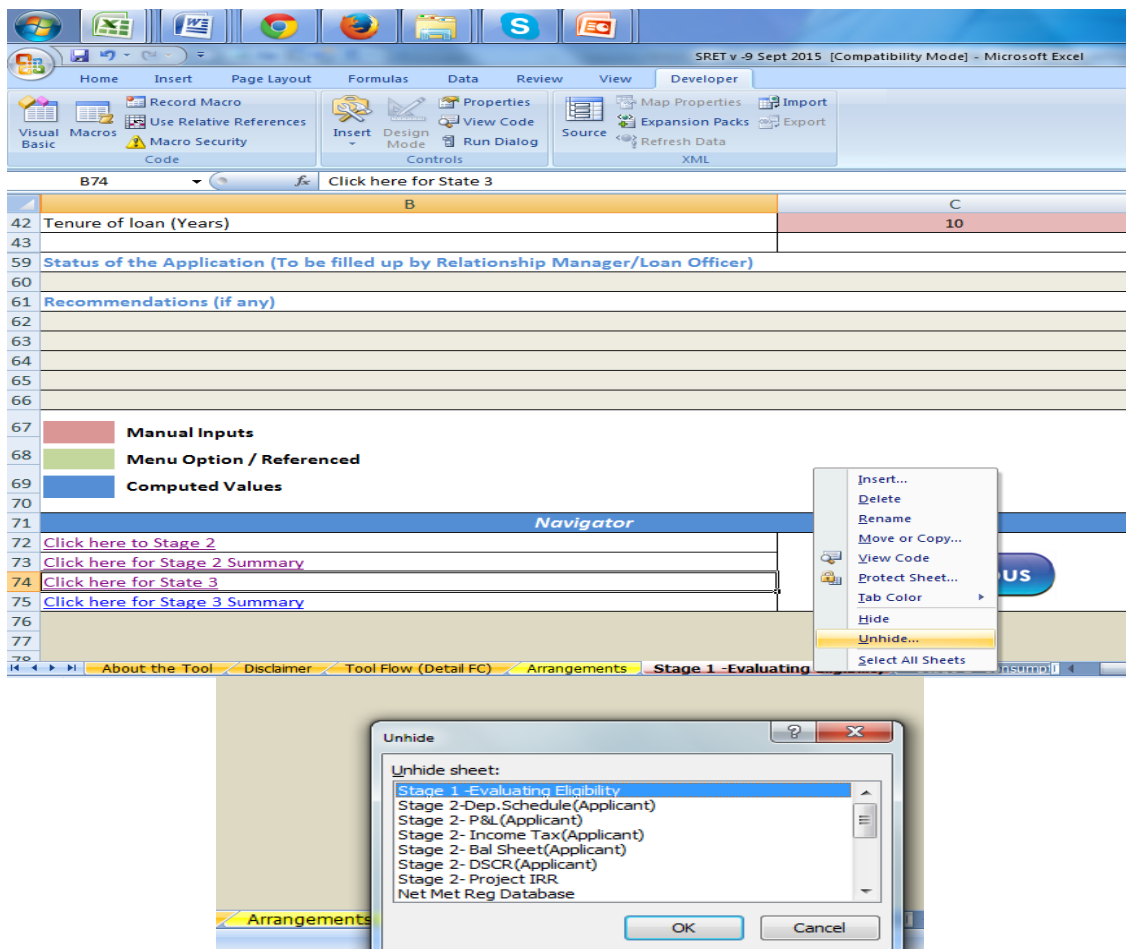 SRET v -9 Sept 2015 [Compatibility Mode] - Microsoft Excel
Home Insert Page Layout Formulas Data Review View Developer
Visual Basic
Macros
Record Macro
Use Relative References
Macro Security
Code
Insert
Design Mode
Properties
View Code
Run Dialog
Controls
Source
Map Properties
Expansion Packs
Refresh Data
Import
Export
XML
B74 fx Click here for State 3
B C
42 Tenure of loan (Years) 10
43
59 Status of the Application (To be filled up by Relationship Manager/Loan Officer)
60
61 Recommendations (if any)
62
63
64
65
66
67 Manual Inputs
68 Menu Option / Referenced
69 Computed Values
70
71 Navigator
72 Click here to Stage 2
73 Click here for Stage 2 Summary
74 Click here for State 3
75 Click here for Stage 3 Summary
76
77
78
ous
Insert...
Delete
Rename
Move or Copy...
View Code
Protect Sheet...
Tab Color
Hide
Unhide...
Select All Sheets
About the Tool Disclaimer Tool Flow (Detail FC) Arrangements Stage 1 -Evaluating
Unhide
Unhide sheet:
Stage 1 -Evaluating Eligibility
Stage 2-Dep.Schedule(Applicant)
Stage 2- P&L(Applicant)
Stage 2- Income Tax(Applicant)
Stage 2- Bal Sheet(Applicant)
Stage 2- DSCR(Applicant)
Stage 2- Project IRR
Net Met Reg Database
Arrangements
OK Cancel